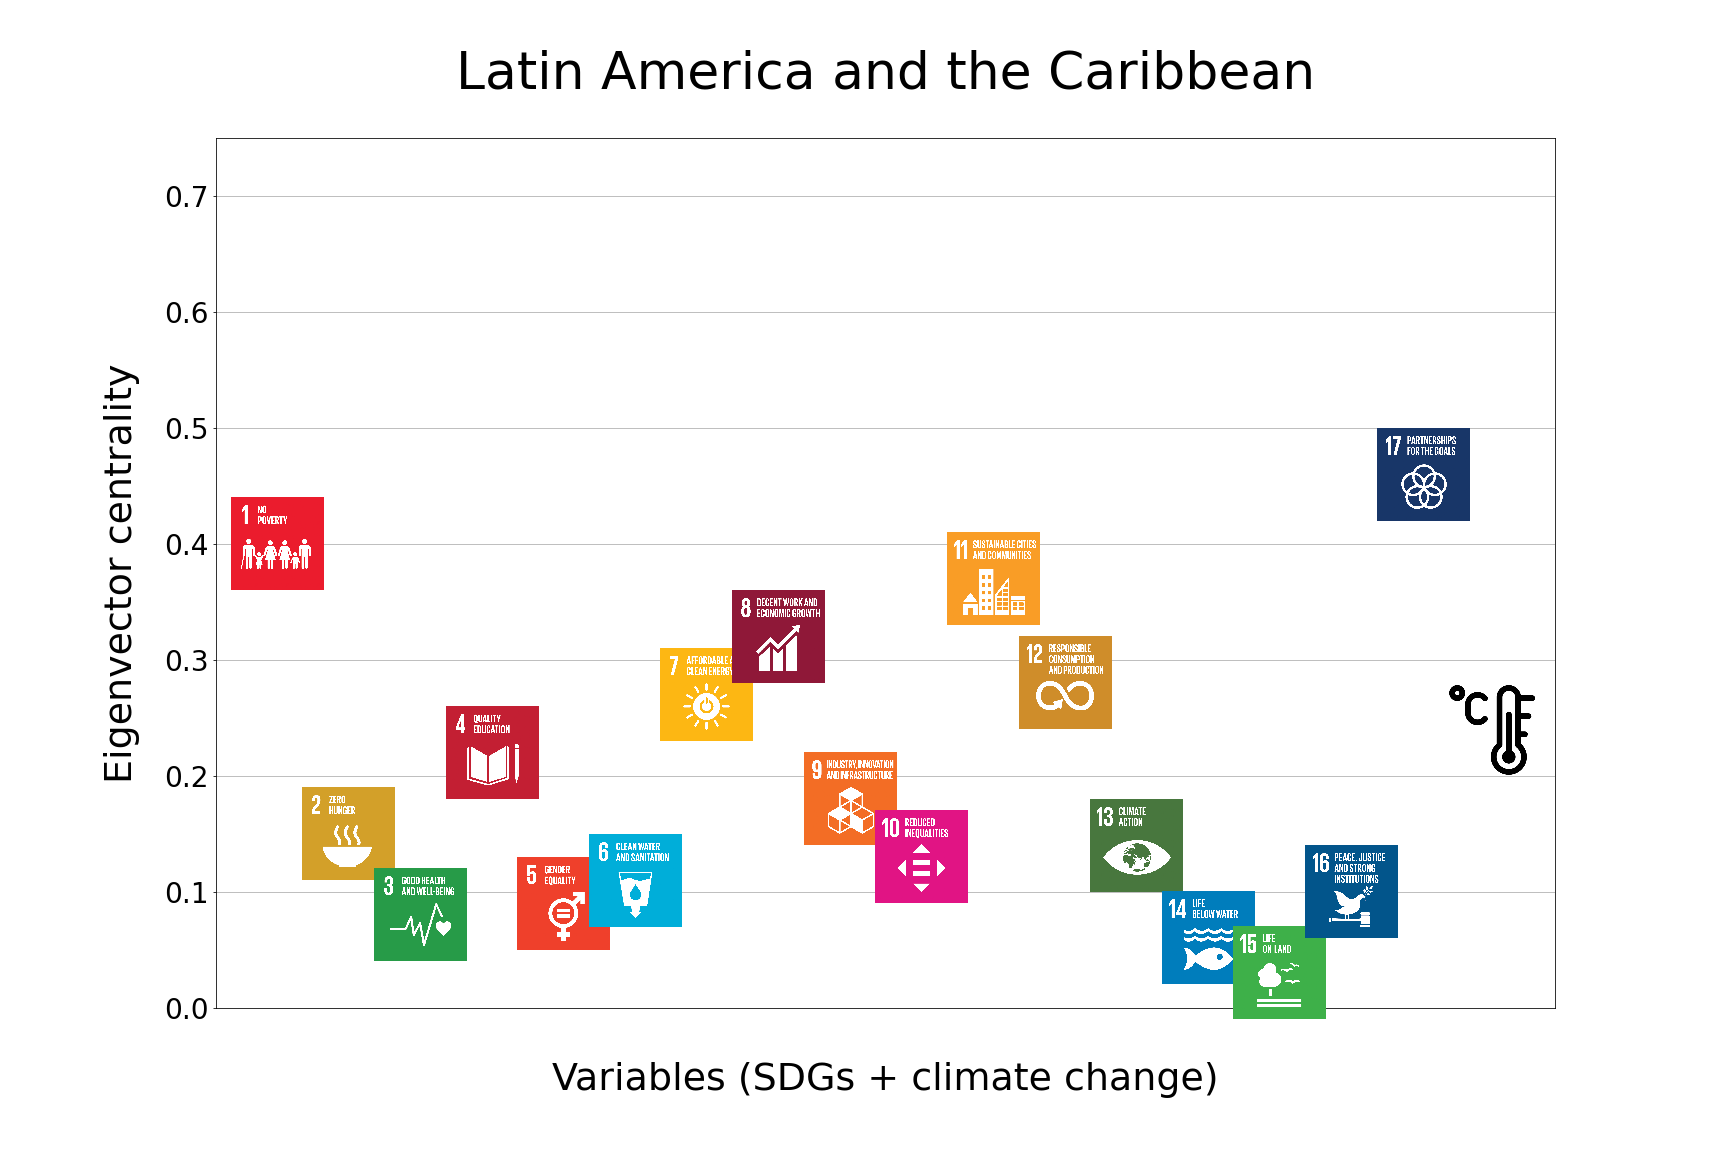 Latin America and the Caribbean
Eigenvector centrality
0.7
0.6
0.5
0.4
0.3
0.2
0.1
0.0
1 NO
POVERTY
2 ZERO
HUNGER
3 GOOD HEALTH
AND WELL-BEING
4 QUALITY
EDUCATION
5 GENDER
EQUALITY
6 CLEAN WATER
AND SANITATION
7 AFFORDABLE
CLEAN ENERGY
8 DECENT WORK AND
ECONOMIC GROWTH
9 INDUSTRY, INNOVATION
AND INFRASTRUCTURE
10 REDUCED
INEQUALITIES
11 SUSTAINABLE CITIES
AND COMMUNITIES
12 RESPONSIBLE
CONSUMPTION
AND PRODUCTION
13 CLIMATE
ACTION
14 LIFE
BELOW WATER
15 LIFE
ON LAND
16 PEACE, JUSTICE
AND STRONG
INSTITUTIONS
17 PARTNERSHIPS
FOR THE GOALS
°C
Variables (SDGs + climate change)